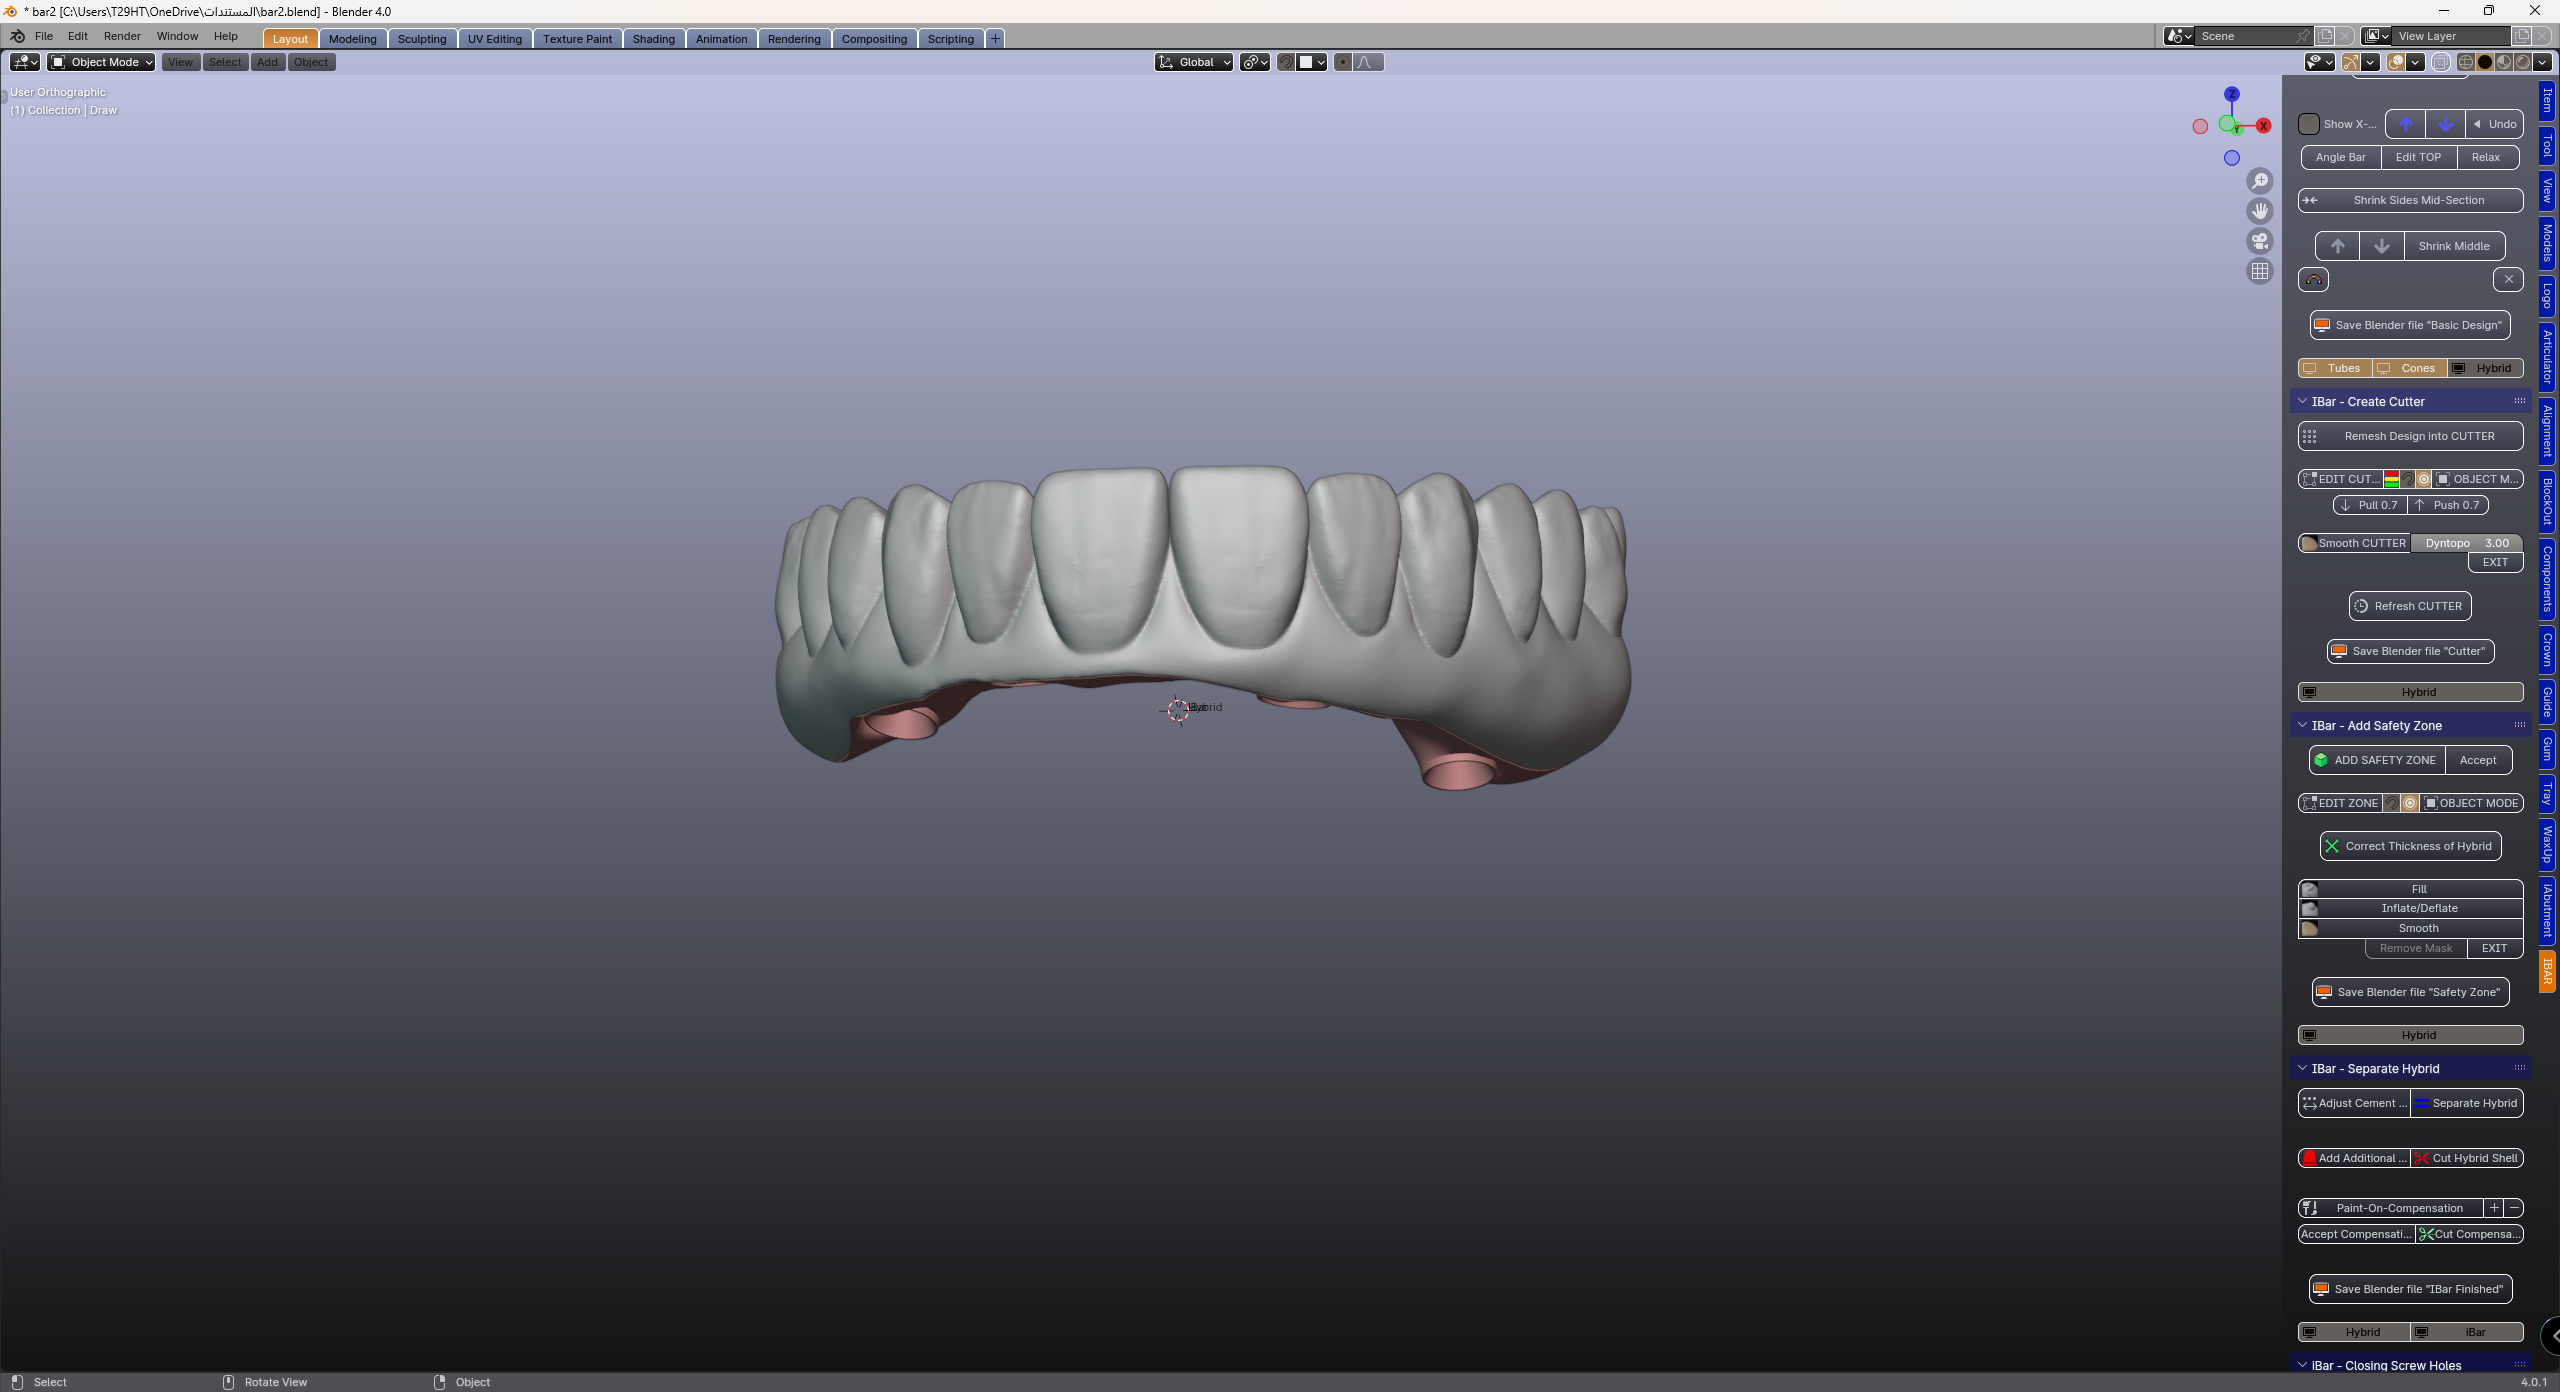 * bar2 [C:\Users\T29HT\OneDrive\المستندات\bar2.blend] - Blender 4.0
File Edit Render Window Help Layout Modeling Sculpting UV Editing Texture Paint Shading Animation Rendering Compositing Scripting + Scene View Layer
Object Mode View Select Add Object Global
User Orthographic
(1) Collection | Draw
Z
Y
X
Hybrid
Show X-... Undo
Angle Bar Edit TOP Relax
Shrink Sides Mid-Section
Shrink Middle
Save Blender file "Basic Design"
Tubes Cones Hybrid
IBar - Create Cutter
Remesh Design into CUTTER
EDIT CUT... OBJECT M...
Pull 0.7 Push 0.7
Smooth CUTTER Dyntopo 3.00
EXIT
Refresh CUTTER
Save Blender file "Cutter"
Hybrid
IBar - Add Safety Zone
ADD SAFETY ZONE Accept
EDIT ZONE OBJECT MODE
Correct Thickness of Hybrid
Fill
Inflate/Deflate
Smooth
Remove Mask EXIT
Save Blender file "Safety Zone"
Hybrid
IBar - Separate Hybrid
Adjust Cement ... Separate Hybrid
Add Additional ... Cut Hybrid Shell
Paint-On-Compensation + −
Accept Compensati... Cut Compensa...
Save Blender file "IBar Finished"
Hybrid iBar
iBar - Closing Screw Holes
Item
Tool
View
Models
Logo
Articulator
Alignment
BlockOut
Components
Crown
Guide
Gum
Tray
WaxUp
iAbutment
IBAR
Select Rotate View Object 4.0.1